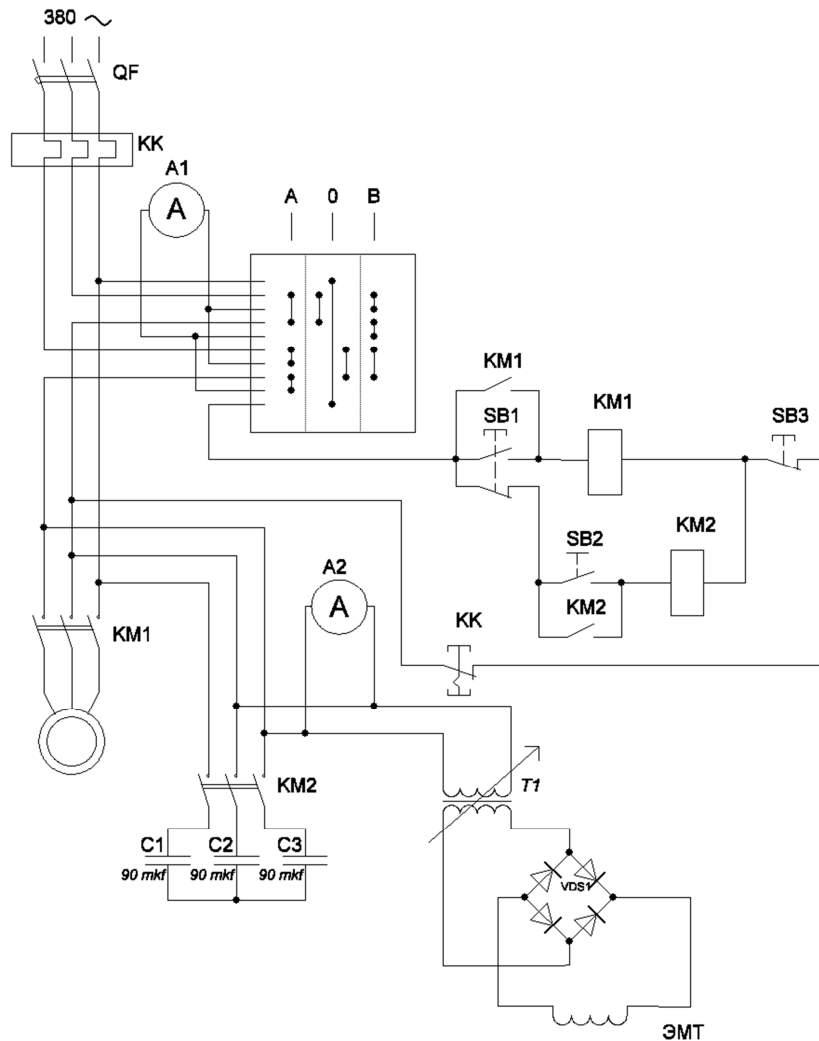 380 ~
QF
KK
A1
A
A 0 B
KM1
SB1
KM1
SB3
KM2
SB2
KM2
A2
A
KK
KM1
KM2
T1
C1 C2 C3
90 mkf 90 mkf 90 mkf
VDS1
ЭМТ